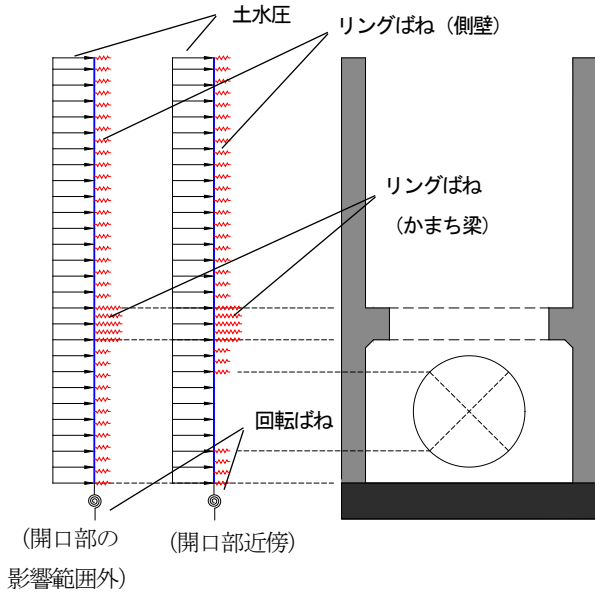 土水圧
リングばね（側壁）
リングばね
（かまち梁）
回転ばね
（開口部の
影響範囲外）
（開口部近傍）